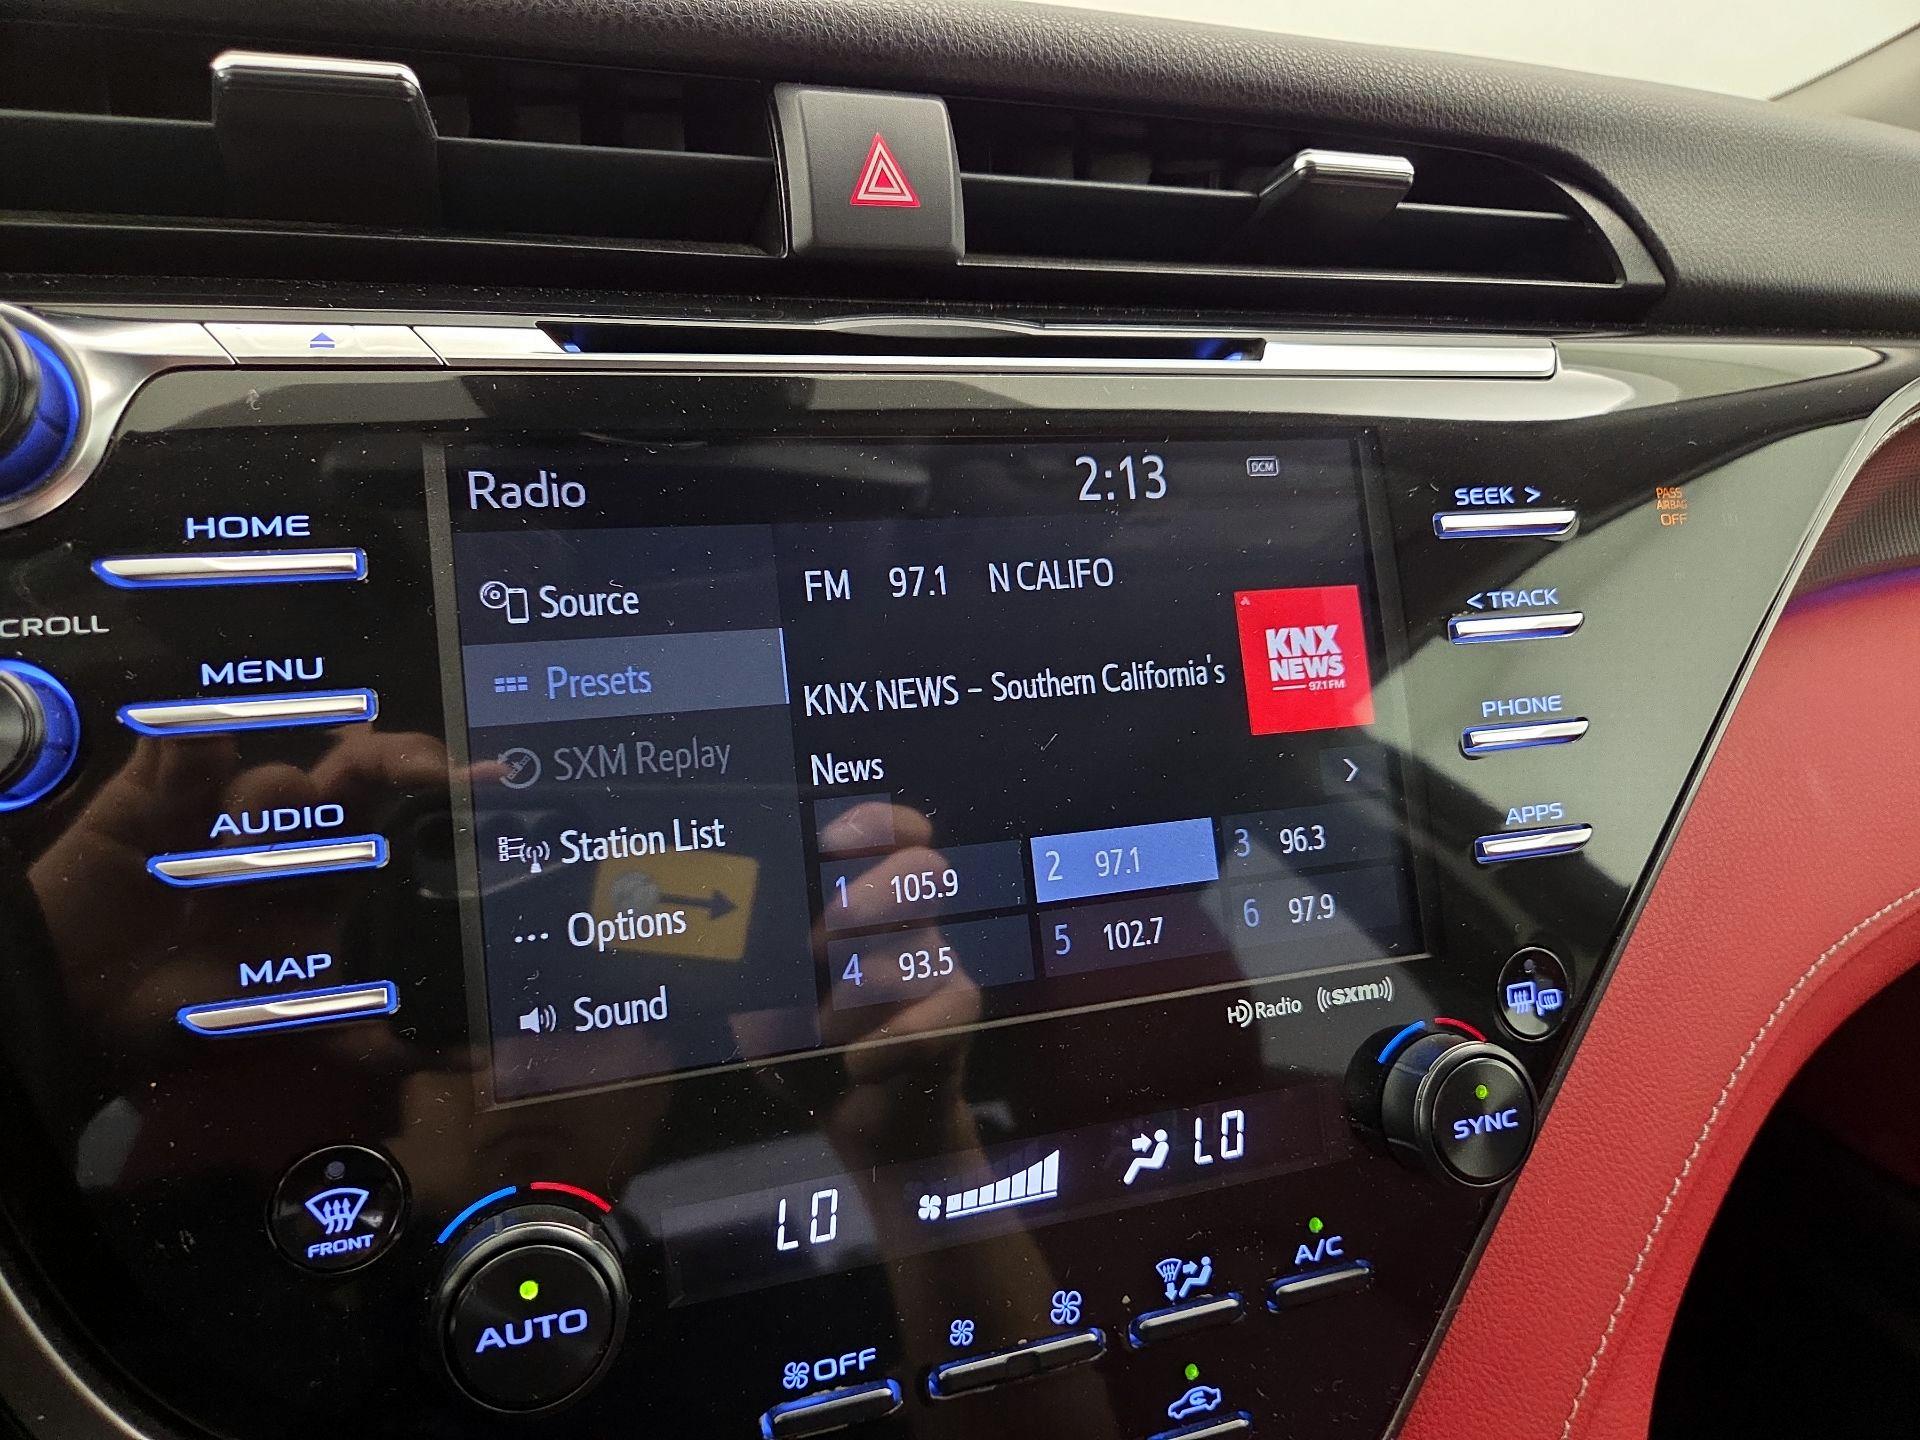 Radio 2:13 DCM
HOME
SCROLL
MENU
AUDIO
MAP
Source
Presets
SXM Replay
Station List
... Options
Sound
FM 97.1 N CALIFO
KNX NEWS – Southern California's
News
KNX
NEWS
97.1 FM
>
1 105.9
2 97.1
3 96.3
4 93.5
5 102.7
6 97.9
HD Radio ((sxm))
SEEK >
< TRACK
PHONE
APPS
PASS
AIRBAG
OFF
FRONT
AUTO
LO
LO
SYNC
OFF
A/C